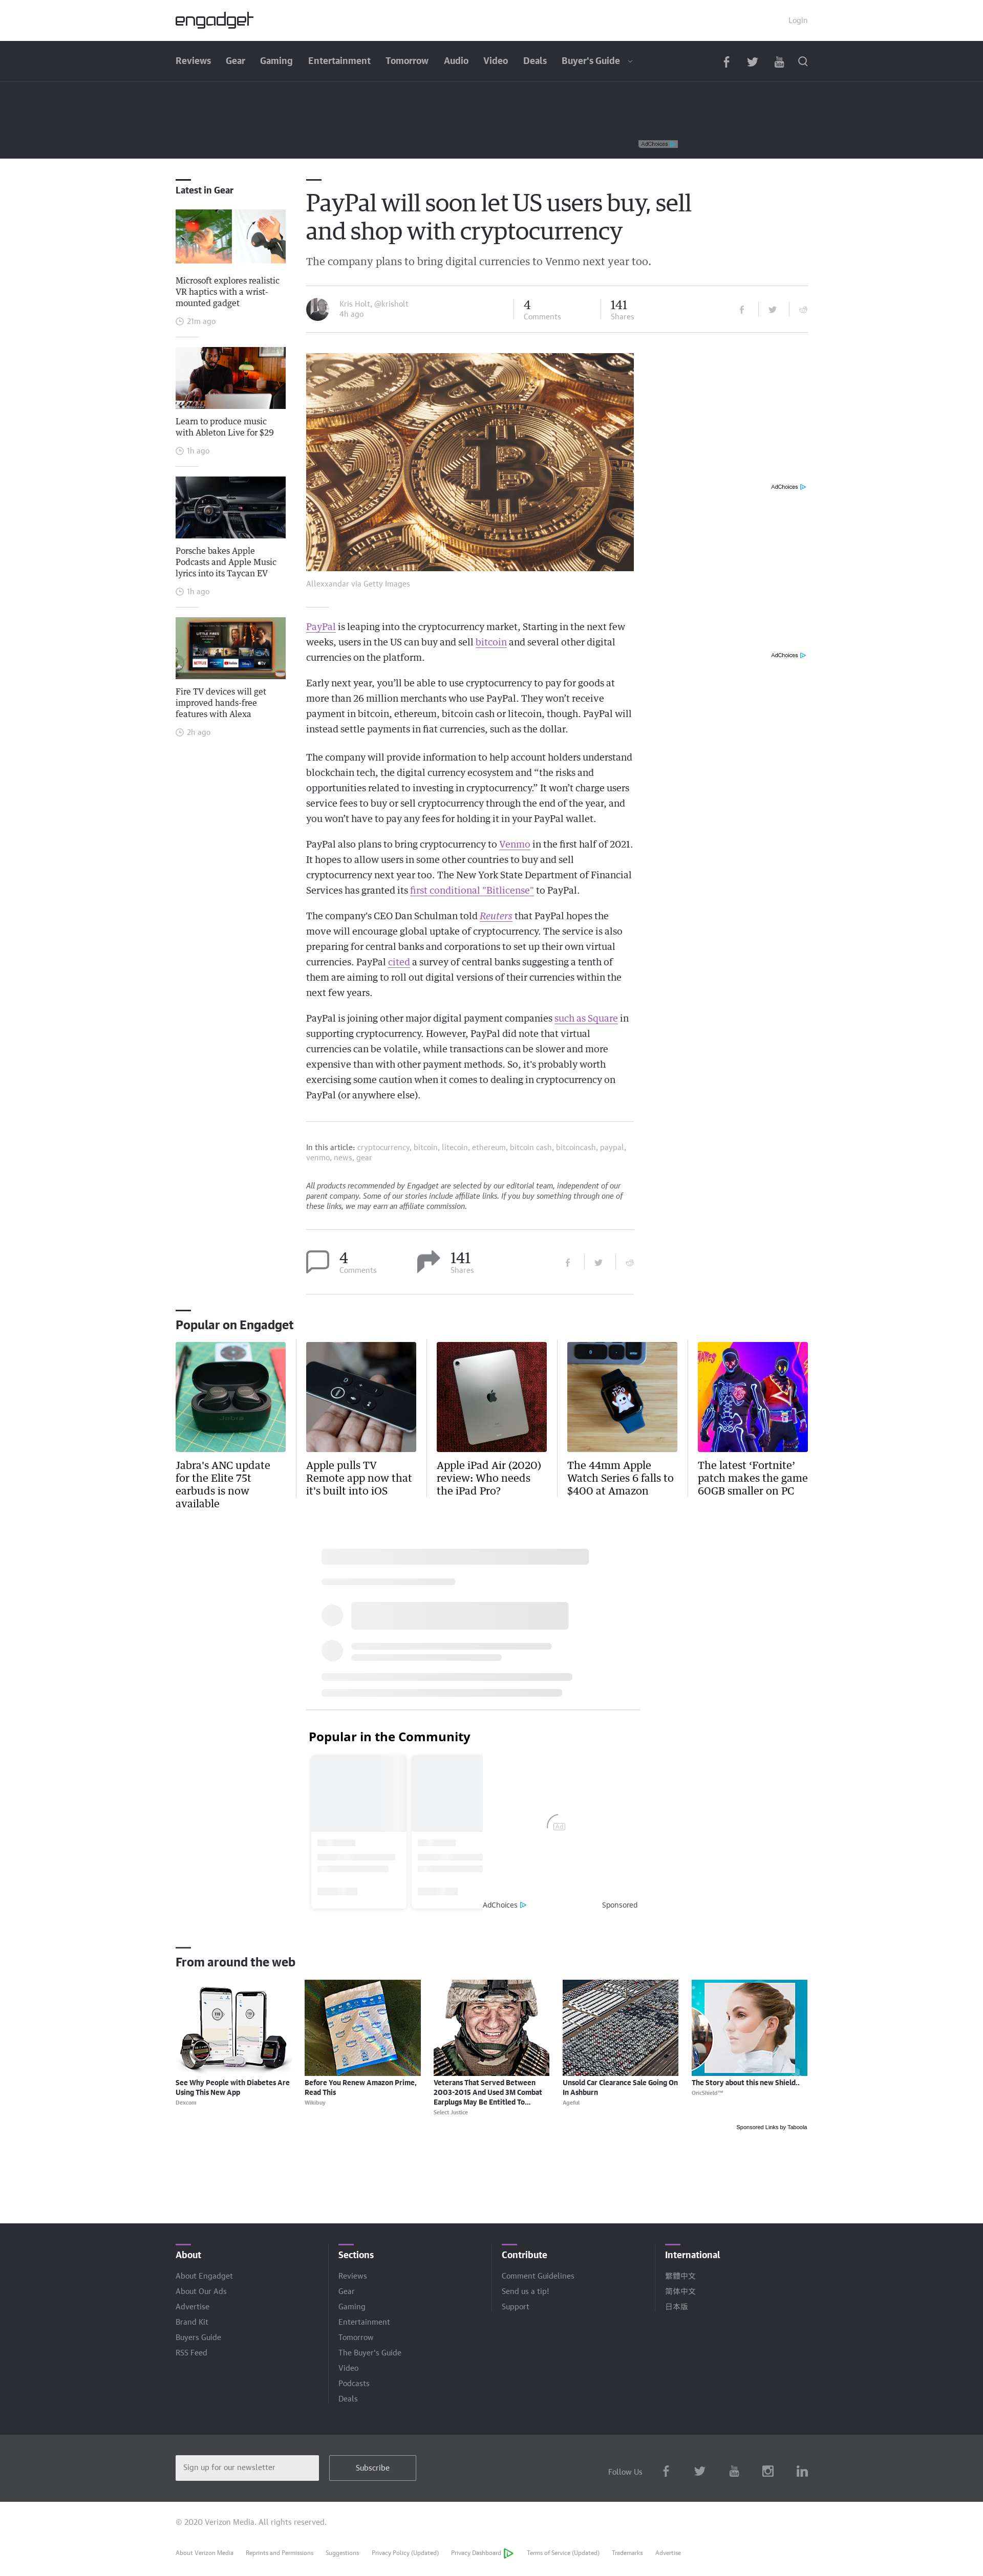 engadget
Login
Reviews Gear Gaming Entertainment Tomorrow Audio Video Deals Buyer's Guide
AdChoices
Latest in Gear
Microsoft explores realistic
VR haptics with a wrist-
mounted gadget
21m ago
Learn to produce music
with Ableton Live for $29
1h ago
Porsche bakes Apple
Podcasts and Apple Music
lyrics into its Taycan EV
1h ago
Fire TV devices will get
improved hands-free
features with Alexa
2h ago
PayPal will soon let US users buy, sell
and shop with cryptocurrency
The company plans to bring digital currencies to Venmo next year too.
Kris Holt, @krisholt
4h ago
4
Comments
141
Shares
Allexxandar via Getty Images
AdChoices
AdChoices
PayPal is leaping into the cryptocurrency market, Starting in the next few
weeks, users in the US can buy and sell bitcoin and several other digital
currencies on the platform.
Early next year, you'll be able to use cryptocurrency to pay for goods at
more than 26 million merchants who use PayPal. They won't receive
payment in bitcoin, ethereum, bitcoin cash or litecoin, though. PayPal will
instead settle payments in fiat currencies, such as the dollar.
The company will provide information to help account holders understand
blockchain tech, the digital currency ecosystem and “the risks and
opportunities related to investing in cryptocurrency.” It won't charge users
service fees to buy or sell cryptocurrency through the end of the year, and
you won't have to pay any fees for holding it in your PayPal wallet.
PayPal also plans to bring cryptocurrency to Venmo in the first half of 2021.
It hopes to allow users in some other countries to buy and sell
cryptocurrency next year too. The New York State Department of Financial
Services has granted its first conditional "Bitlicense" to PayPal.
The company's CEO Dan Schulman told Reuters that PayPal hopes the
move will encourage global uptake of cryptocurrency. The service is also
preparing for central banks and corporations to set up their own virtual
currencies. PayPal cited a survey of central banks suggesting a tenth of
them are aiming to roll out digital versions of their currencies within the
next few years.
PayPal is joining other major digital payment companies such as Square in
supporting cryptocurrency. However, PayPal did note that virtual
currencies can be volatile, while transactions can be slower and more
expensive than with other payment methods. So, it's probably worth
exercising some caution when it comes to dealing in cryptocurrency on
PayPal (or anywhere else).
In this article: cryptocurrency, bitcoin, litecoin, ethereum, bitcoin cash, bitcoincash, paypal,
venmo, news, gear
All products recommended by Engadget are selected by our editorial team, independent of our
parent company. Some of our stories include affiliate links. If you buy something through one of
these links, we may earn an affiliate commission.
4
Comments
141
Shares
Popular on Engadget
Jabra's ANC update
for the Elite 75t
earbuds is now
available
Apple pulls TV
Remote app now that
it's built into iOS
Apple iPad Air (2020)
review: Who needs
the iPad Pro?
The 44mm Apple
Watch Series 6 falls to
$400 at Amazon
The latest ‘Fortnite’
patch makes the game
60GB smaller on PC
Popular in the Community
Ad
AdChoices
Sponsored
From around the web
See Why People with Diabetes Are
Using This New App
Dexcom
Before You Renew Amazon Prime,
Read This
Wikibuy
Veterans That Served Between
2003-2015 And Used 3M Combat
Earplugs May Be Entitled To...
Select Justice
Unsold Car Clearance Sale Going On
In Ashburn
Ageful
The Story about this new Shield..
OricShield™
Sponsored Links by Taboola
About
About Engadget
About Our Ads
Advertise
Brand Kit
Buyers Guide
RSS Feed
Sections
Reviews
Gear
Gaming
Entertainment
Tomorrow
The Buyer's Guide
Video
Podcasts
Deals
Contribute
Comment Guidelines
Send us a tip!
Support
International
繁體中文
简体中文
日本版
Sign up for our newsletter
Subscribe
Follow Us
© 2020 Verizon Media. All rights reserved.
About Verizon Media Reprints and Permissions Suggestions Privacy Policy (Updated) Privacy Dashboard Terms of Service (Updated) Trademarks Advertise